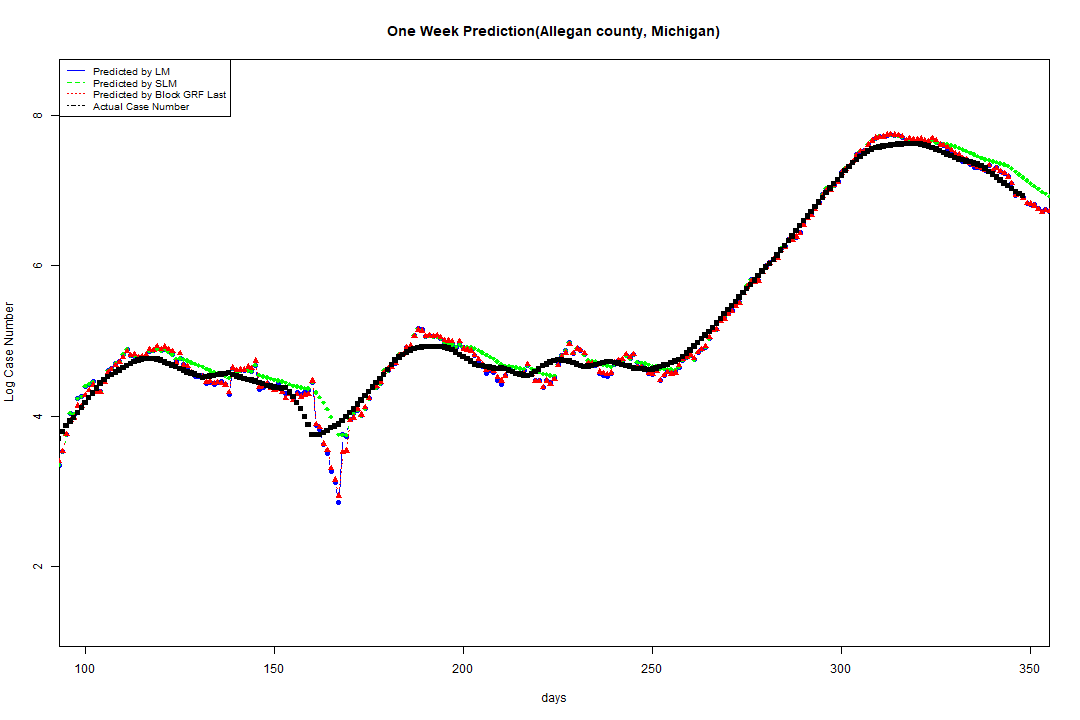 One Week Prediction(Allegan county, Michigan)
Predicted by LM
Predicted by SLM
Predicted by Block GRF Last
Actual Case Number
8
6
4
2
Log Case Number
100 150 200 250 300 350
days